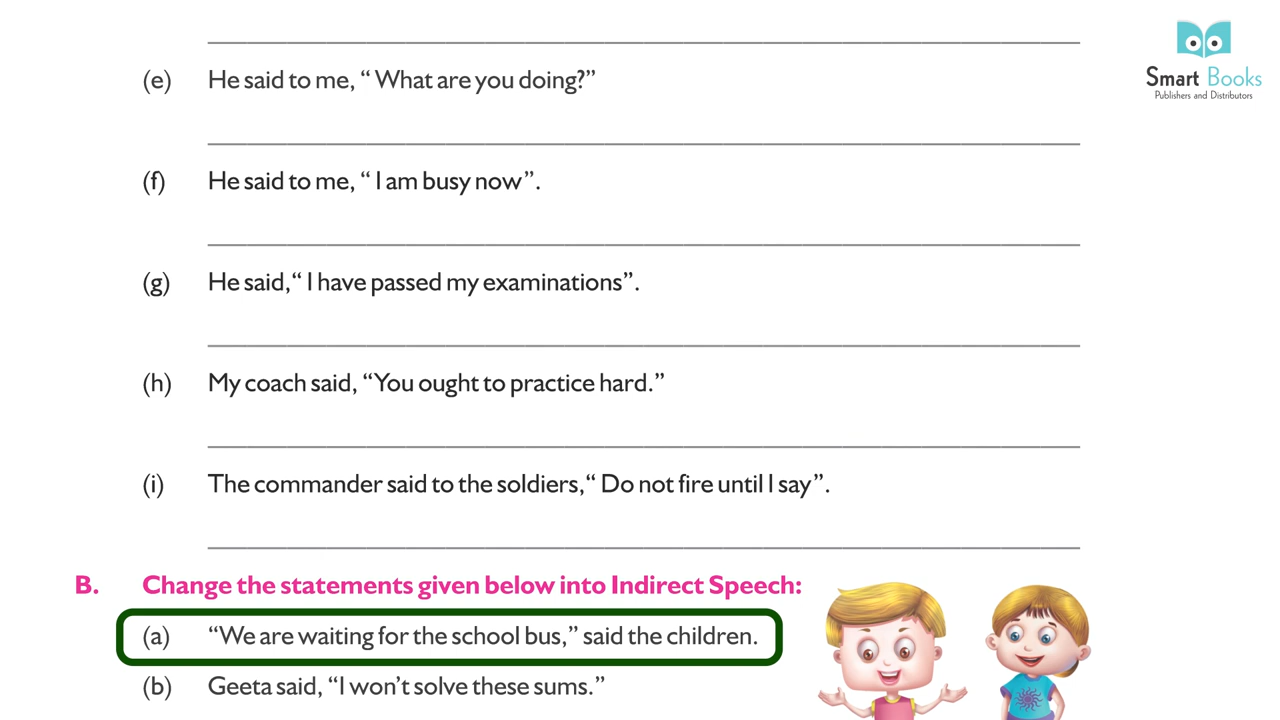 Smart Books
Publishers and Distributors
(e) He said to me, “ What are you doing?”
(f) He said to me, “ I am busy now”.
(g) He said,“ I have passed my examinations”.
(h) My coach said, “You ought to practice hard.”
(i) The commander said to the soldiers,“ Do not fire until I say”.
B. Change the statements given below into Indirect Speech:
(a) “We are waiting for the school bus,” said the children.
(b) Geeta said, “I won’t solve these sums.”